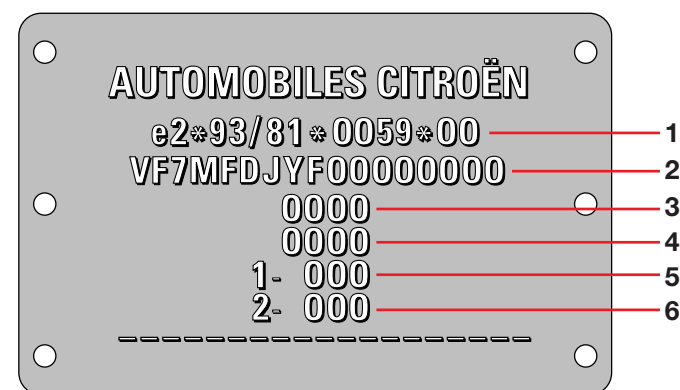 AUTOMOBILES CITROËN
e2*93/81*0059*00 1
VF7MFDJYF00000000 2
0000 3
0000 4
1- 000 5
2- 000 6